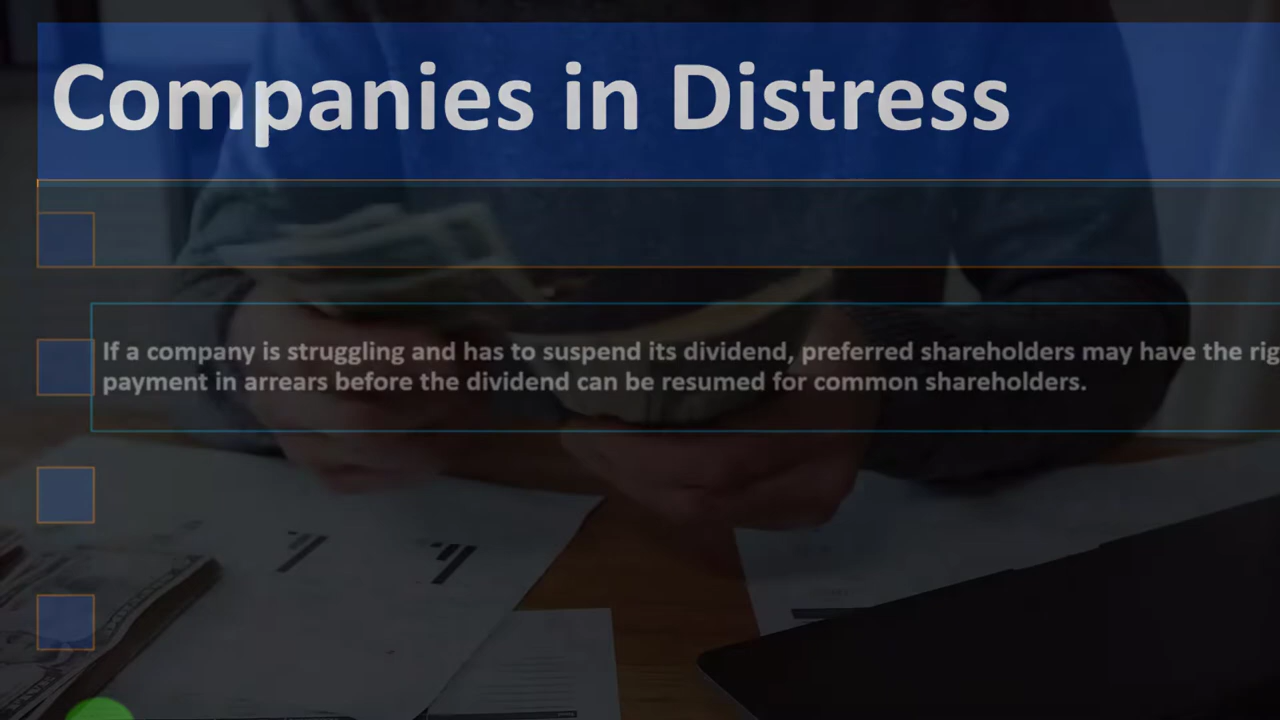 Companies in Distress
If a company is struggling and has to suspend its dividend, preferred shareholders may have the
payment in arrears before the dividend can be resumed for common shareholders.